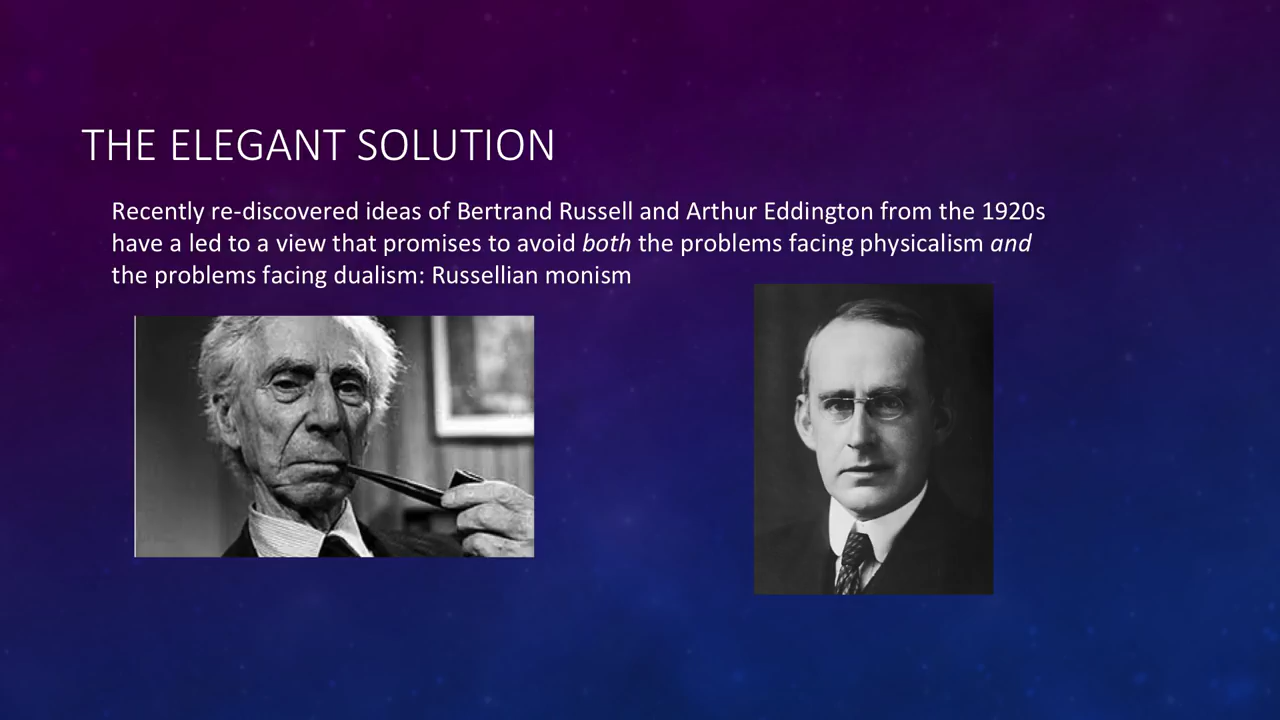 THE ELEGANT SOLUTION
Recently re-discovered ideas of Bertrand Russell and Arthur Eddington from the 1920s
have a led to a view that promises to avoid both the problems facing physicalism and
the problems facing dualism: Russellian monism